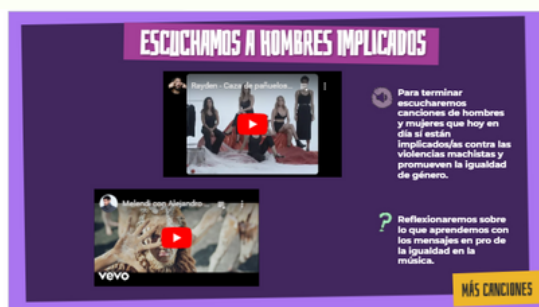 ESCUCHAMOS A HOMBRES IMPLICADOS
Rayden - Caza de pañuelos...
Para terminar
escucharemos
canciones de hombres
y mujeres que hoy en
día sí están
implicados/as contra las
violencias machistas y
promueven la igualdad
de género.
Melendi con Alejandro ...
vevo
? Reflexionaremos sobre
lo que aprendemos con
los mensajes en pro de
la igualdad en la
música.
MÁS CANCIONES